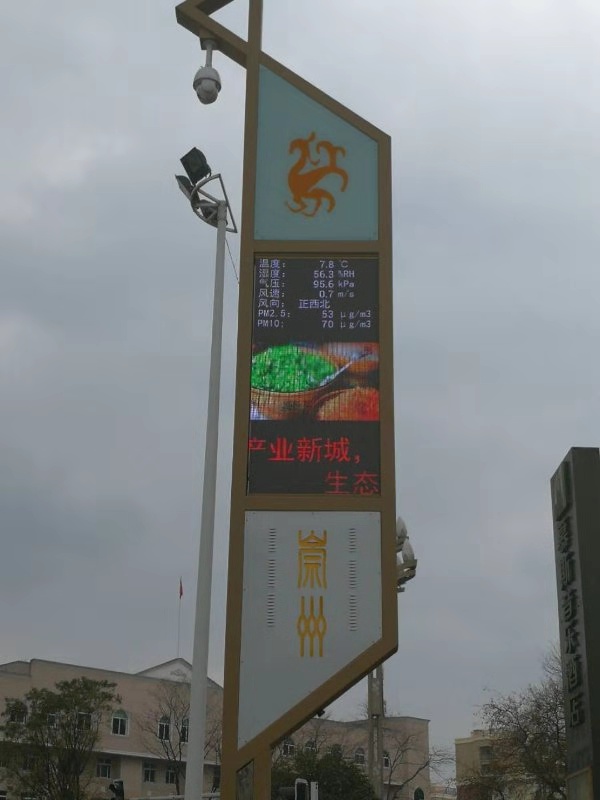 温度： 7.8 ℃
湿度： 56.3 %RH
气压： 95.6 kPa
风速： 0.7 m/s
风向： 正西北
PM2.5： 53 μg/m3
PM10： 70 μg/m3
产业新城，
生态
崇州